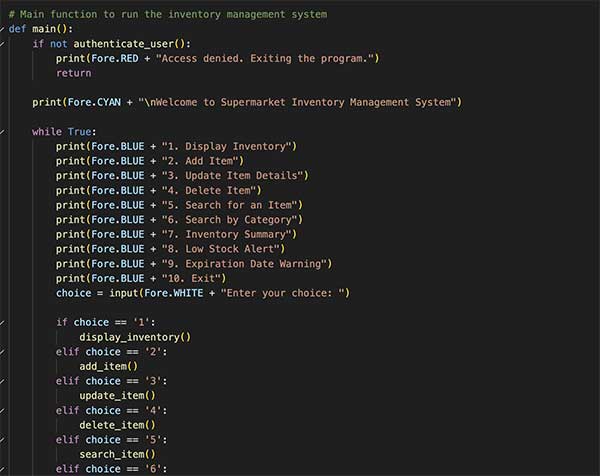 # Main function to run the inventory management system
def main():
    if not authenticate_user():
        print(Fore.RED + "Access denied. Exiting the program.")
        return
    print(Fore.CYAN + "\nWelcome to Supermarket Inventory Management System")
    while True:
        print(Fore.BLUE + "1. Display Inventory")
        print(Fore.BLUE + "2. Add Item")
        print(Fore.BLUE + "3. Update Item Details")
        print(Fore.BLUE + "4. Delete Item")
        print(Fore.BLUE + "5. Search for an Item")
        print(Fore.BLUE + "6. Search by Category")
        print(Fore.BLUE + "7. Inventory Summary")
        print(Fore.BLUE + "8. Low Stock Alert")
        print(Fore.BLUE + "9. Expiration Date Warning")
        print(Fore.BLUE + "10. Exit")
        choice = input(Fore.WHITE + "Enter your choice: ")
        if choice == '1':
            display_inventory()
        elif choice == '2':
            add_item()
        elif choice == '3':
            update_item()
        elif choice == '4':
            delete_item()
        elif choice == '5':
            search_item()
        elif choice == '6':